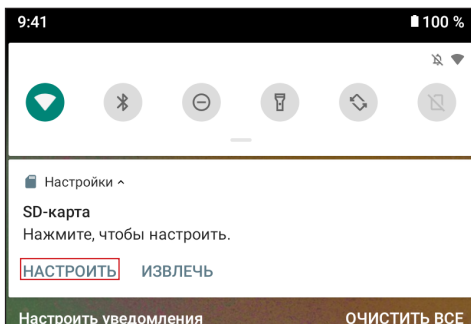 9:41 100 %
Настройки
SD-карта
Нажмите, чтобы настроить.
НАСТРОИТЬ ИЗВЛЕЧЬ
Настроить уведомления ОЧИСТИТЬ ВСЕ